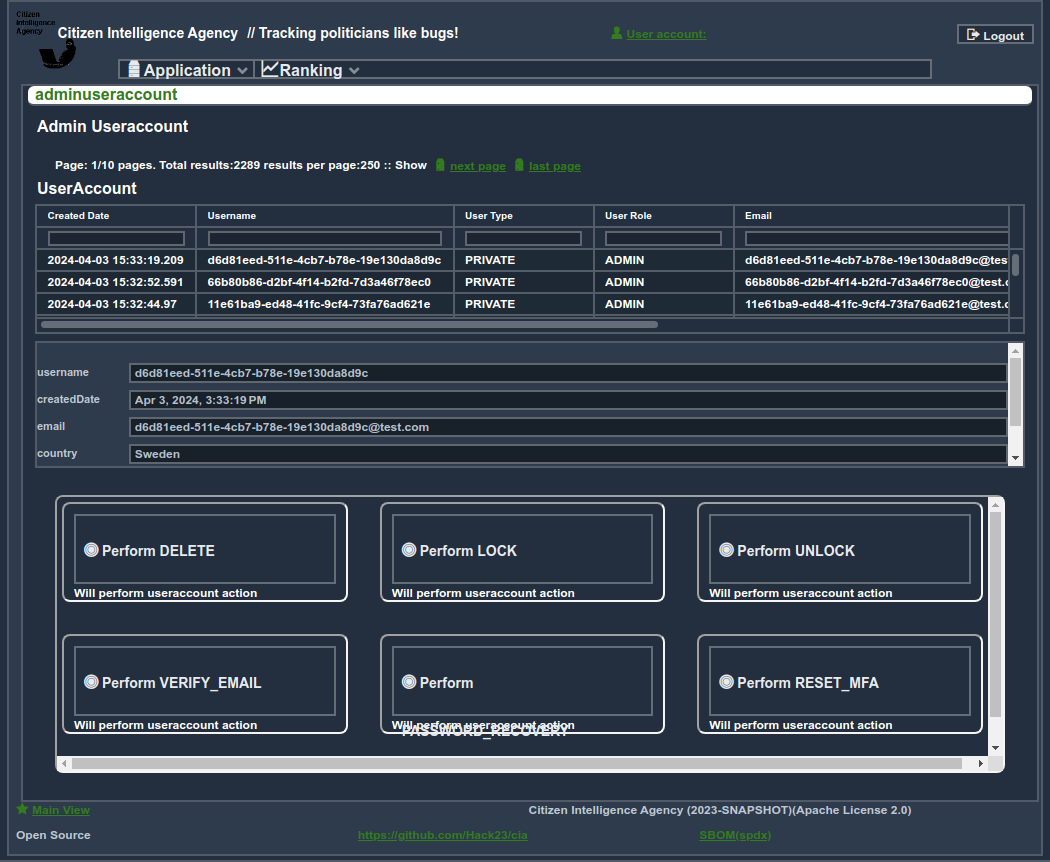 Citizen
Intelligence
Agency
Citizen Intelligence Agency // Tracking politicians like bugs!
User account:
Logout
Application
Ranking
adminuseraccount
Admin Useraccount
Page: 1/10 pages. Total results:2289 results per page:250 :: Show next page last page
UserAccount
Created Date Username User Type User Role Email
2024-04-03 15:33:19.209 d6d81eed-511e-4cb7-b78e-19e130da8d9c PRIVATE ADMIN d6d81eed-511e-4cb7-b78e-19e130da8d9c@tes
2024-04-03 15:32:52.591 66b80b86-d2bf-4f14-b2fd-7d3a46f78ec0 PRIVATE ADMIN 66b80b86-d2bf-4f14-b2fd-7d3a46f78ec0@test.c
2024-04-03 15:32:44.97 11e61ba9-ed48-41fc-9cf4-73fa76ad621e PRIVATE ADMIN 11e61ba9-ed48-41fc-9cf4-73fa76ad621e@test.c
username d6d81eed-511e-4cb7-b78e-19e130da8d9c
createdDate Apr 3, 2024, 3:33:19 PM
email d6d81eed-511e-4cb7-b78e-19e130da8d9c@test.com
country Sweden
Perform DELETE
Will perform useraccount action
Perform LOCK
Will perform useraccount action
Perform UNLOCK
Will perform useraccount action
Perform VERIFY_EMAIL
Will perform useraccount action
Perform
PASSWORD_RECOVERY
Will perform useraccount action
Perform RESET_MFA
Will perform useraccount action
Main View
Citizen Intelligence Agency (2023-SNAPSHOT)(Apache License 2.0)
Open Source
https://github.com/Hack23/cia
SBOM(spdx)